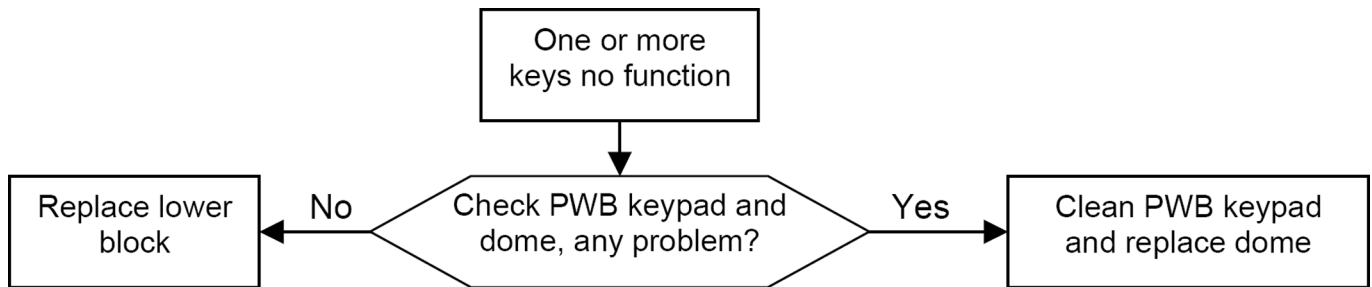 One or more
keys no function
Replace lower
block
No
Check PWB keypad and
dome, any problem?
Yes
Clean PWB keypad
and replace dome